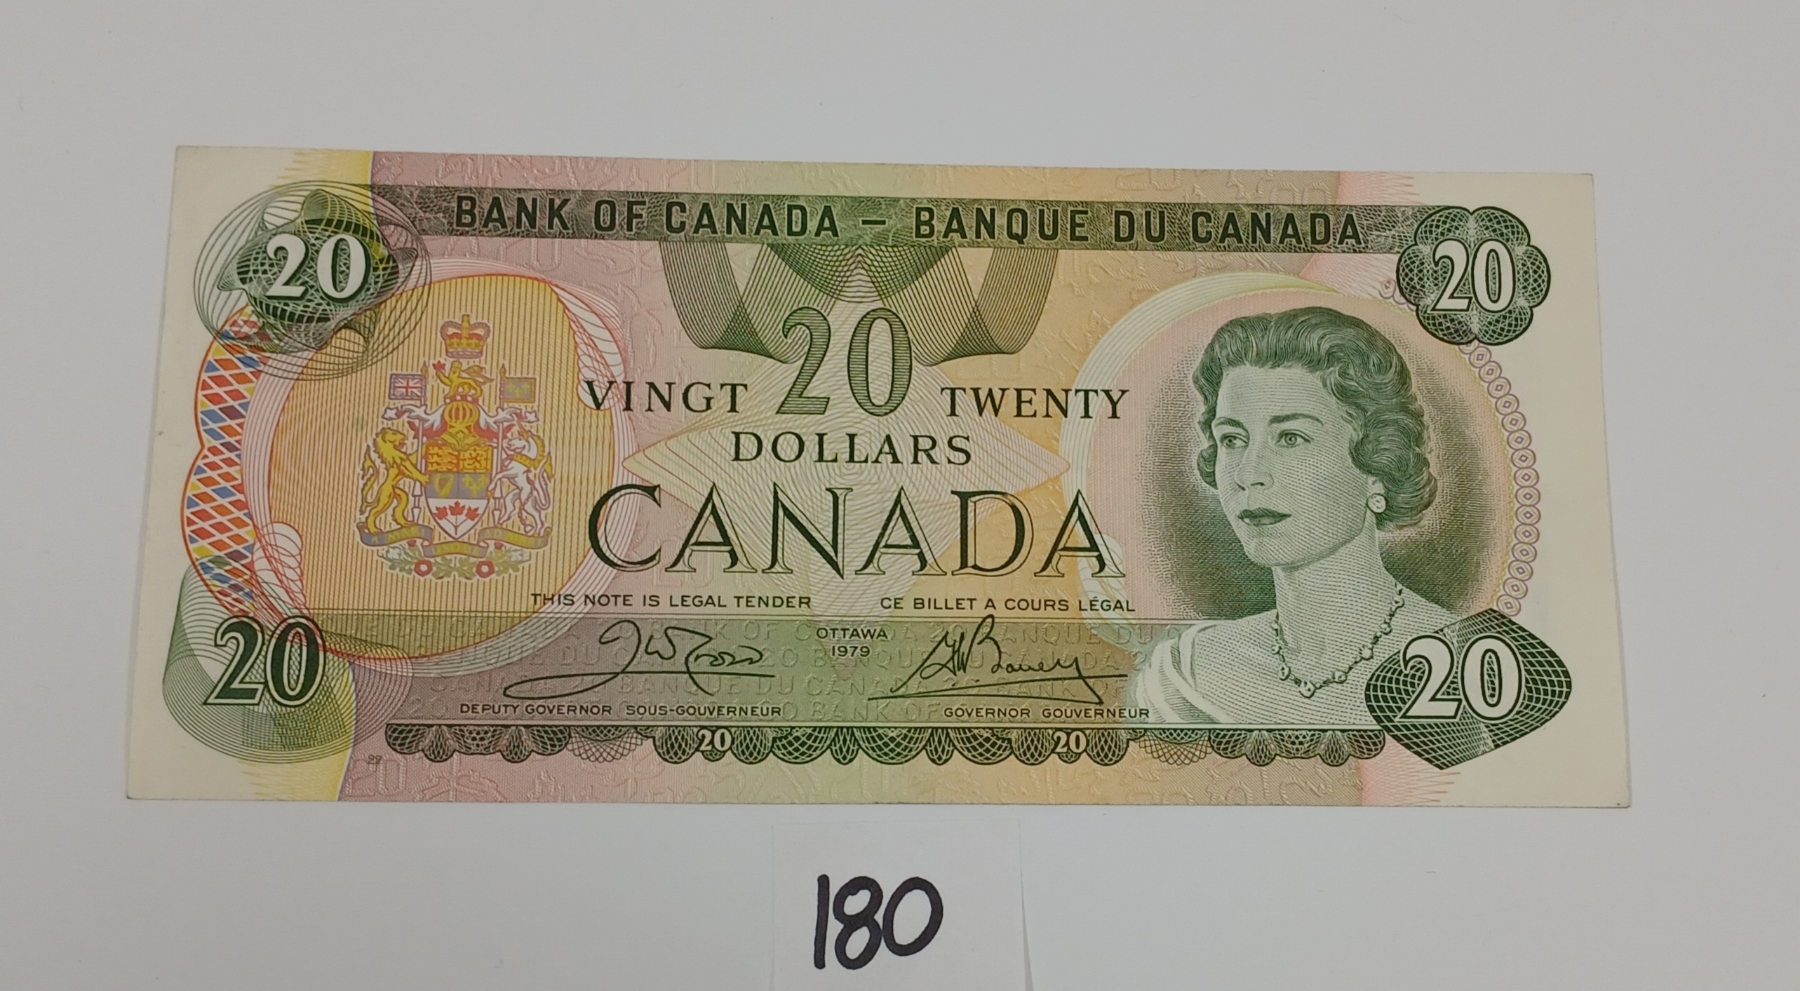 BANK OF CANADA – BANQUE DU CANADA
20 20
20
VINGT TWENTY
DOLLARS
CANADA
THIS NOTE IS LEGAL TENDER CE BILLET A COURS LÉGAL
OTTAWA
1979
20 20
DEPUTY GOVERNOR SOUS-GOUVERNEUR GOVERNOR GOUVERNEUR
20 20
180